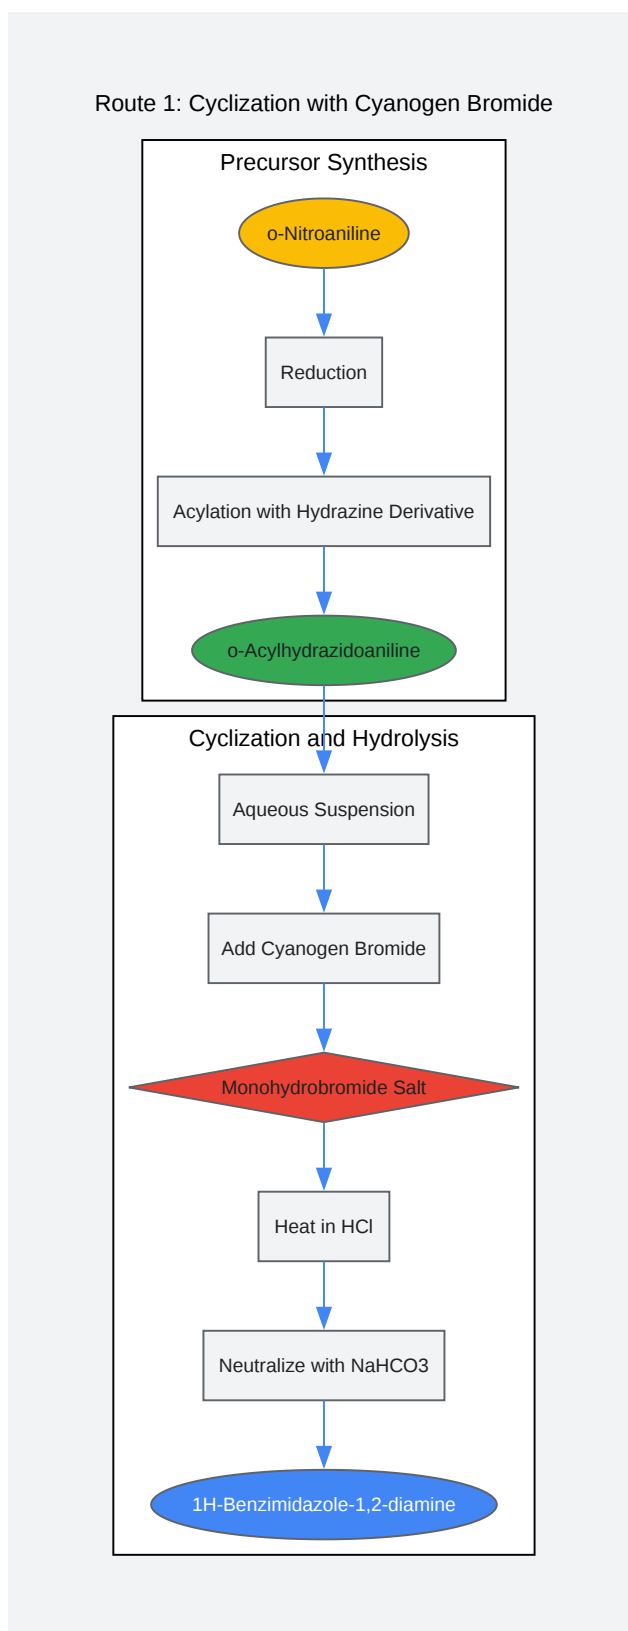 Route 1: Cyclization with Cyanogen Bromide
Precursor Synthesis
o-Nitroaniline
Reduction
Acylation with Hydrazine Derivative
o-Acylhydrazidoaniline
Cyclization and Hydrolysis
Aqueous Suspension
Add Cyanogen Bromide
Monohydrobromide Salt
Heat in HCl
Neutralize with NaHCO3
1H-Benzimidazole-1,2-diamine